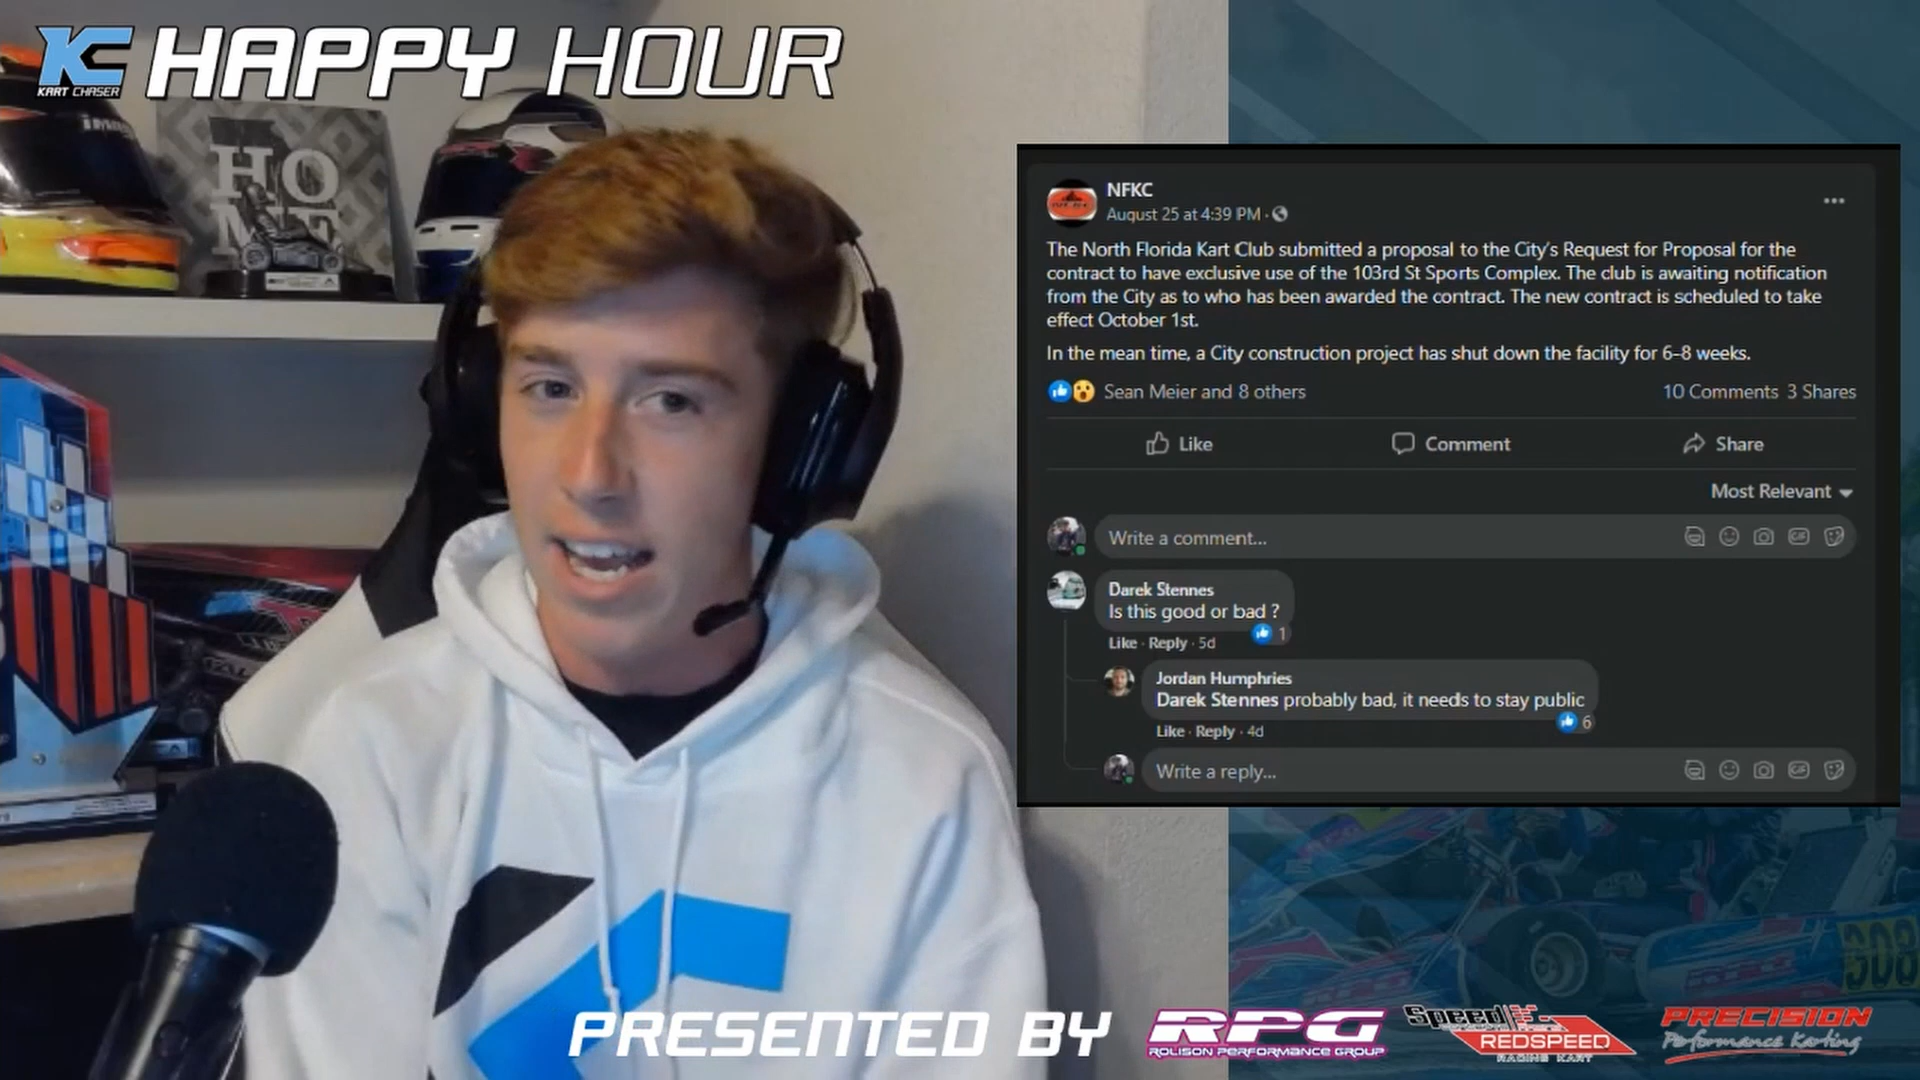 KC HAPPY HOUR
KART CHASER
HO
ME
NFKC
August 25 at 4:39 PM ·
The North Florida Kart Club submitted a proposal to the City's Request for Proposal for the
contract to have exclusive use of the 103rd St Sports Complex. The club is awaiting notification
from the City as to who has been awarded the contract. The new contract is scheduled to take
effect October 1st.
In the mean time, a City construction project has shut down the facility for 6-8 weeks.
Sean Meier and 8 others 10 Comments 3 Shares
Like Comment Share
Most Relevant
Write a comment...
Darek Stennes
Is this good or bad ?
1
Like · Reply · 5d
Jordan Humphries
Darek Stennes probably bad, it needs to stay public
6
Like · Reply · 4d
Write a reply...
308
PRESENTED BY
RPG
ROLISON PERFORMANCE GROUP
Speed
REDSPEED
RACING KART
PRECISION
Performance Karting